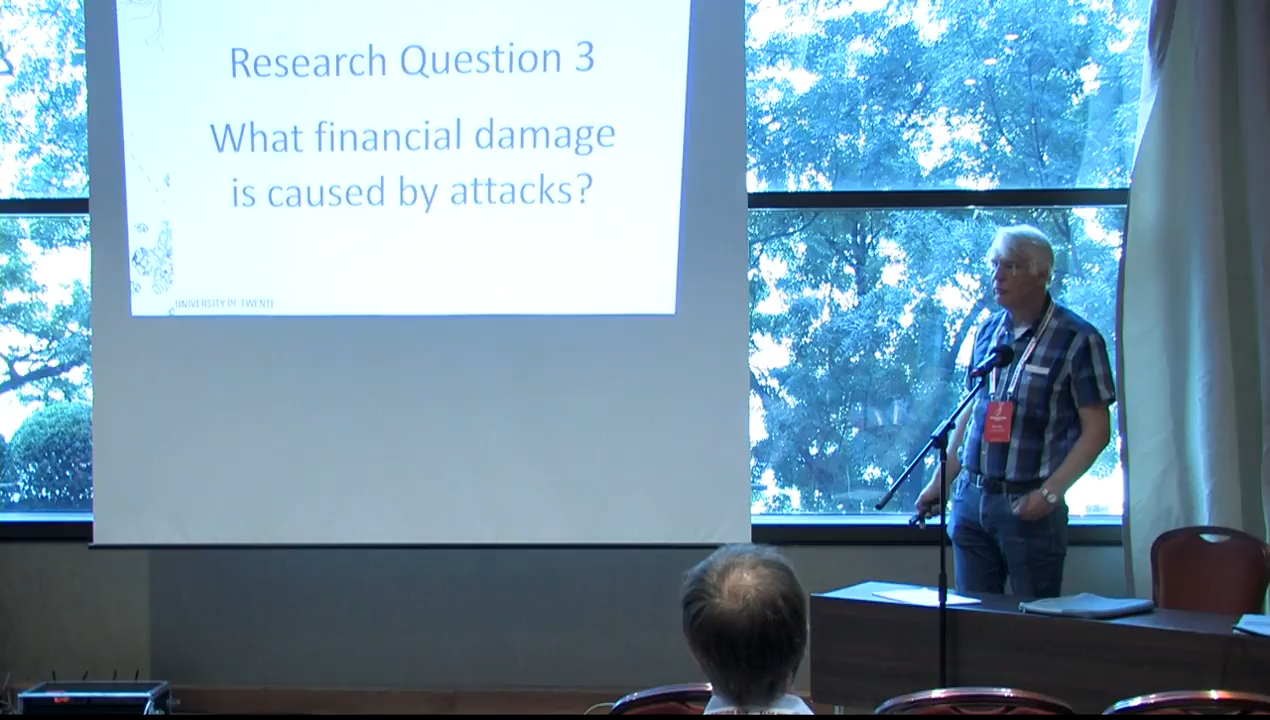 Research Question 3
What financial damage
is caused by attacks?
UNIVERSITY OF TWENTE